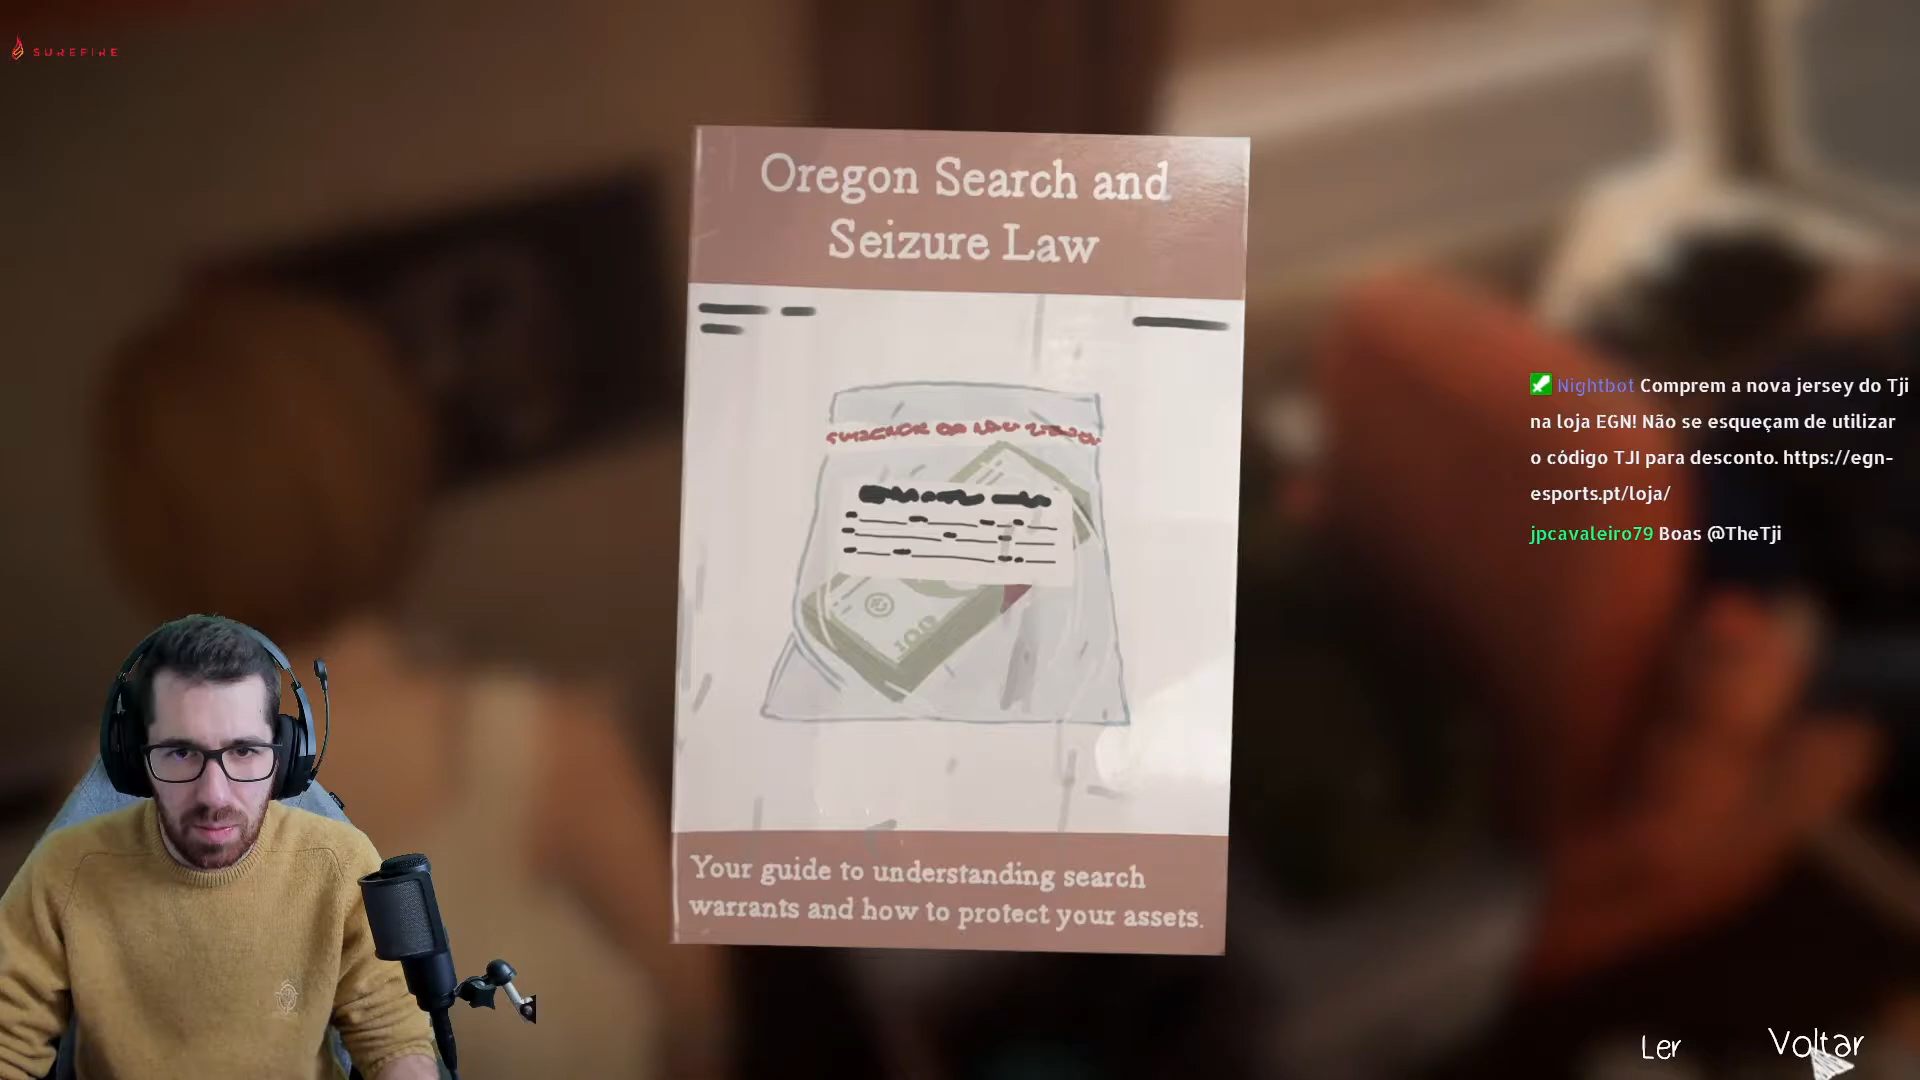 SUREFIRE
Oregon Search and
Seizure Law
100
Your guide to understanding search
warrants and how to protect your assets.
Nightbot Comprem a nova jersey do Tji
na loja EGN! Não se esqueçam de utilizar
o código TJI para desconto. https://egn-
esports.pt/loja/
jpcavaleiro79 Boas @TheTji
Ler
Voltar